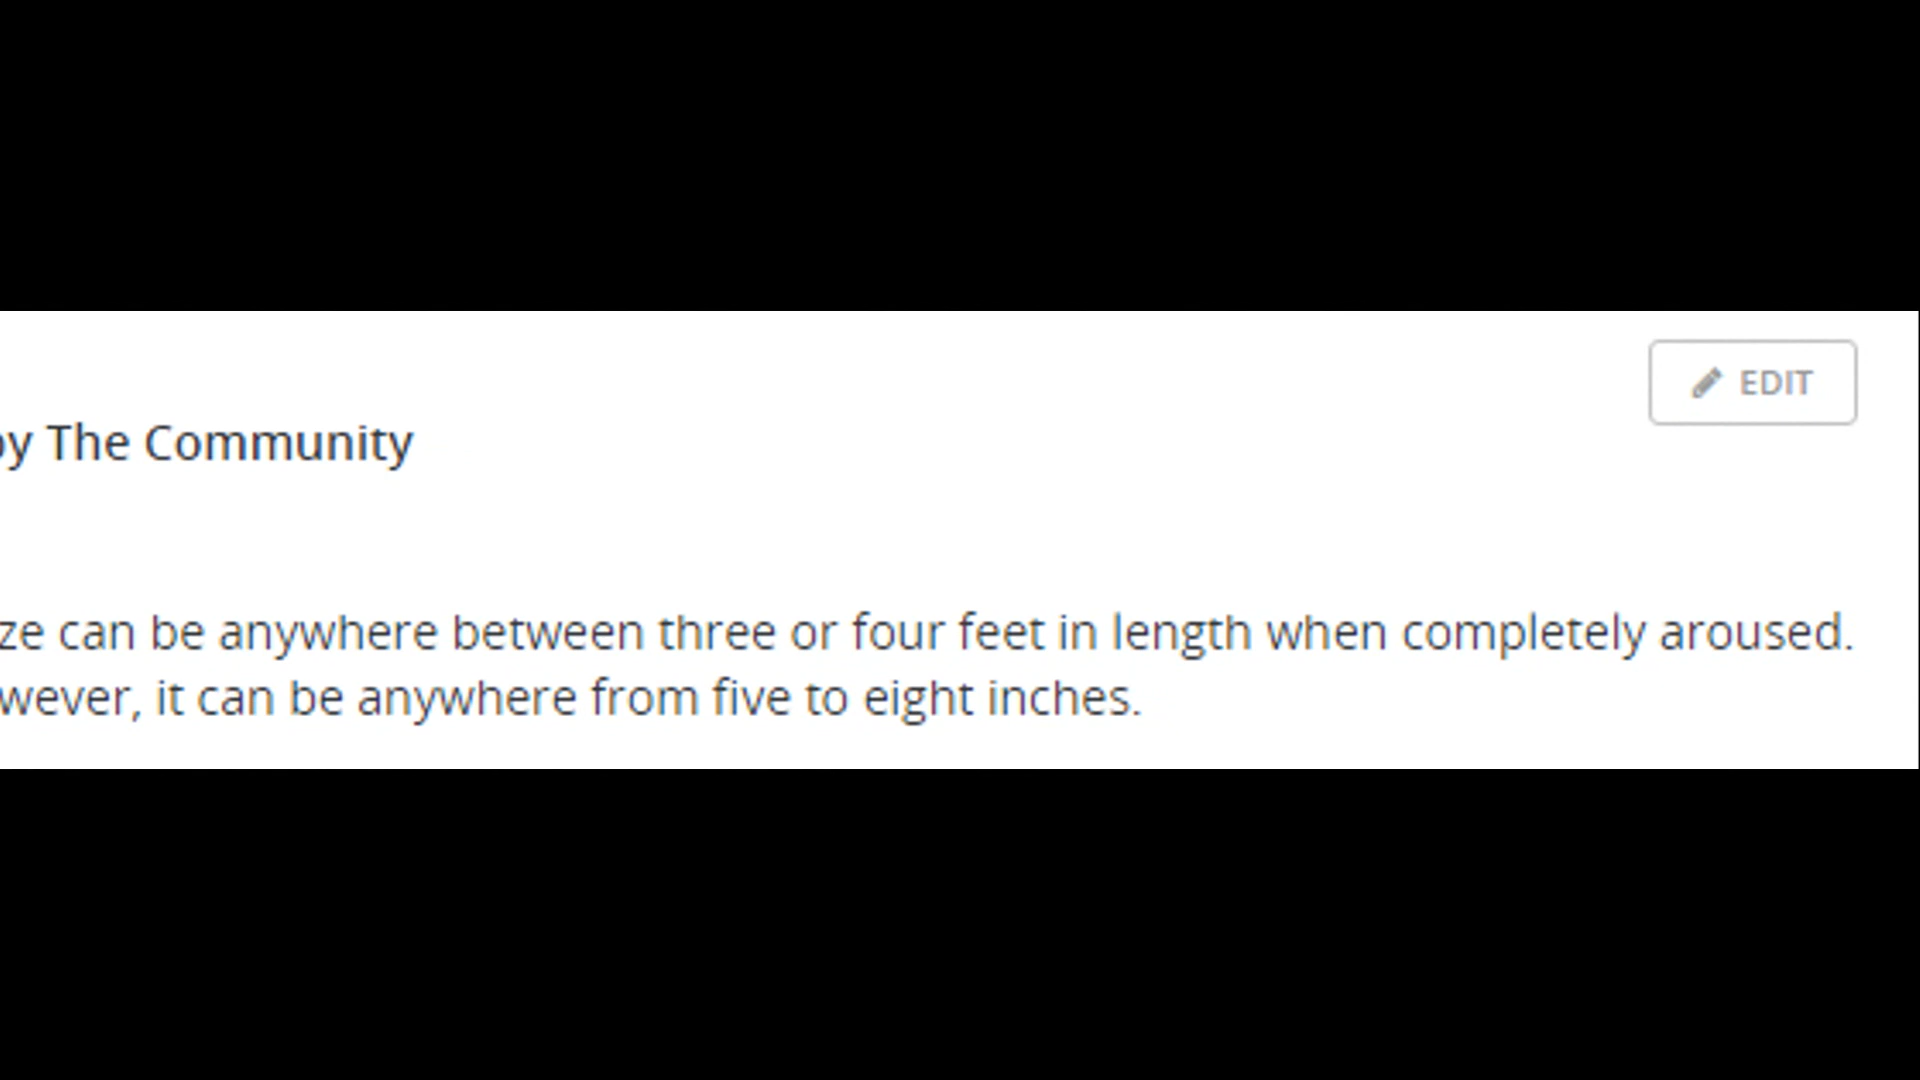 EDIT
by The Community
ze can be anywhere between three or four feet in length when completely aroused.
wever, it can be anywhere from five to eight inches.